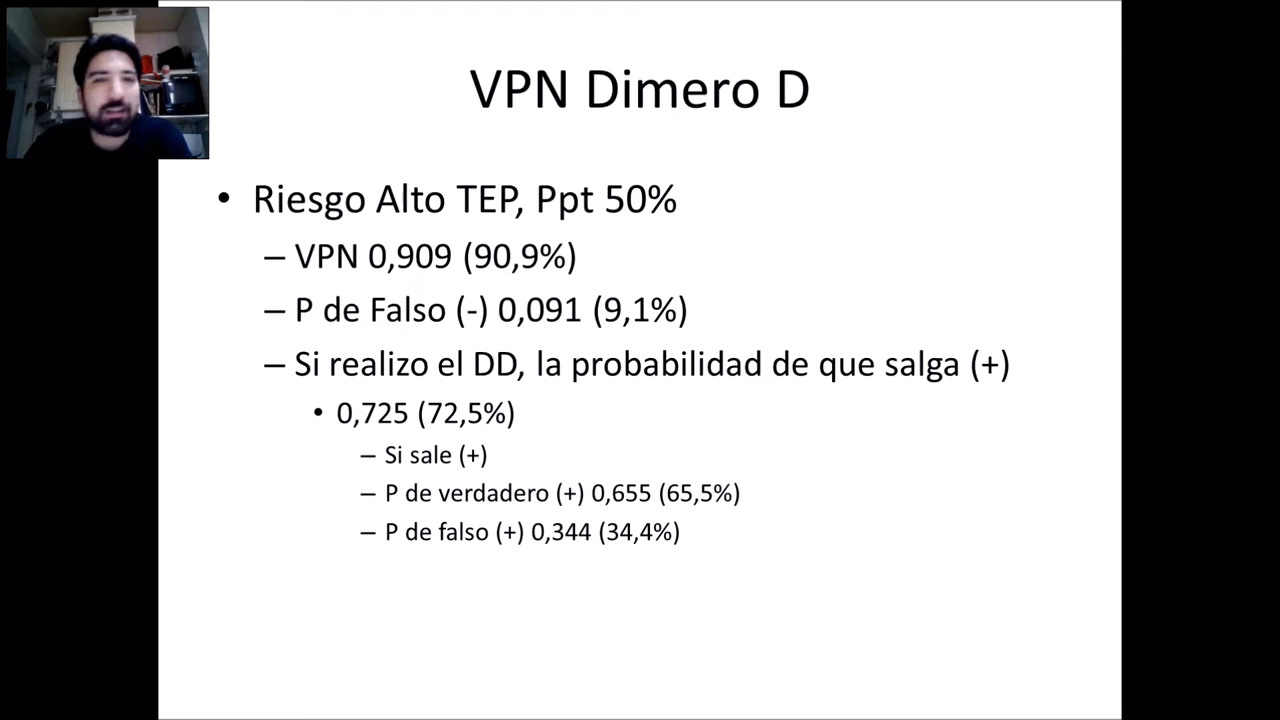 VPN Dimero D
• Riesgo Alto TEP, Ppt 50%
– VPN 0,909 (90,9%)
– P de Falso (-) 0,091 (9,1%)
– Si realizo el DD, la probabilidad de que salga (+)
• 0,725 (72,5%)
– Si sale (+)
– P de verdadero (+) 0,655 (65,5%)
– P de falso (+) 0,344 (34,4%)